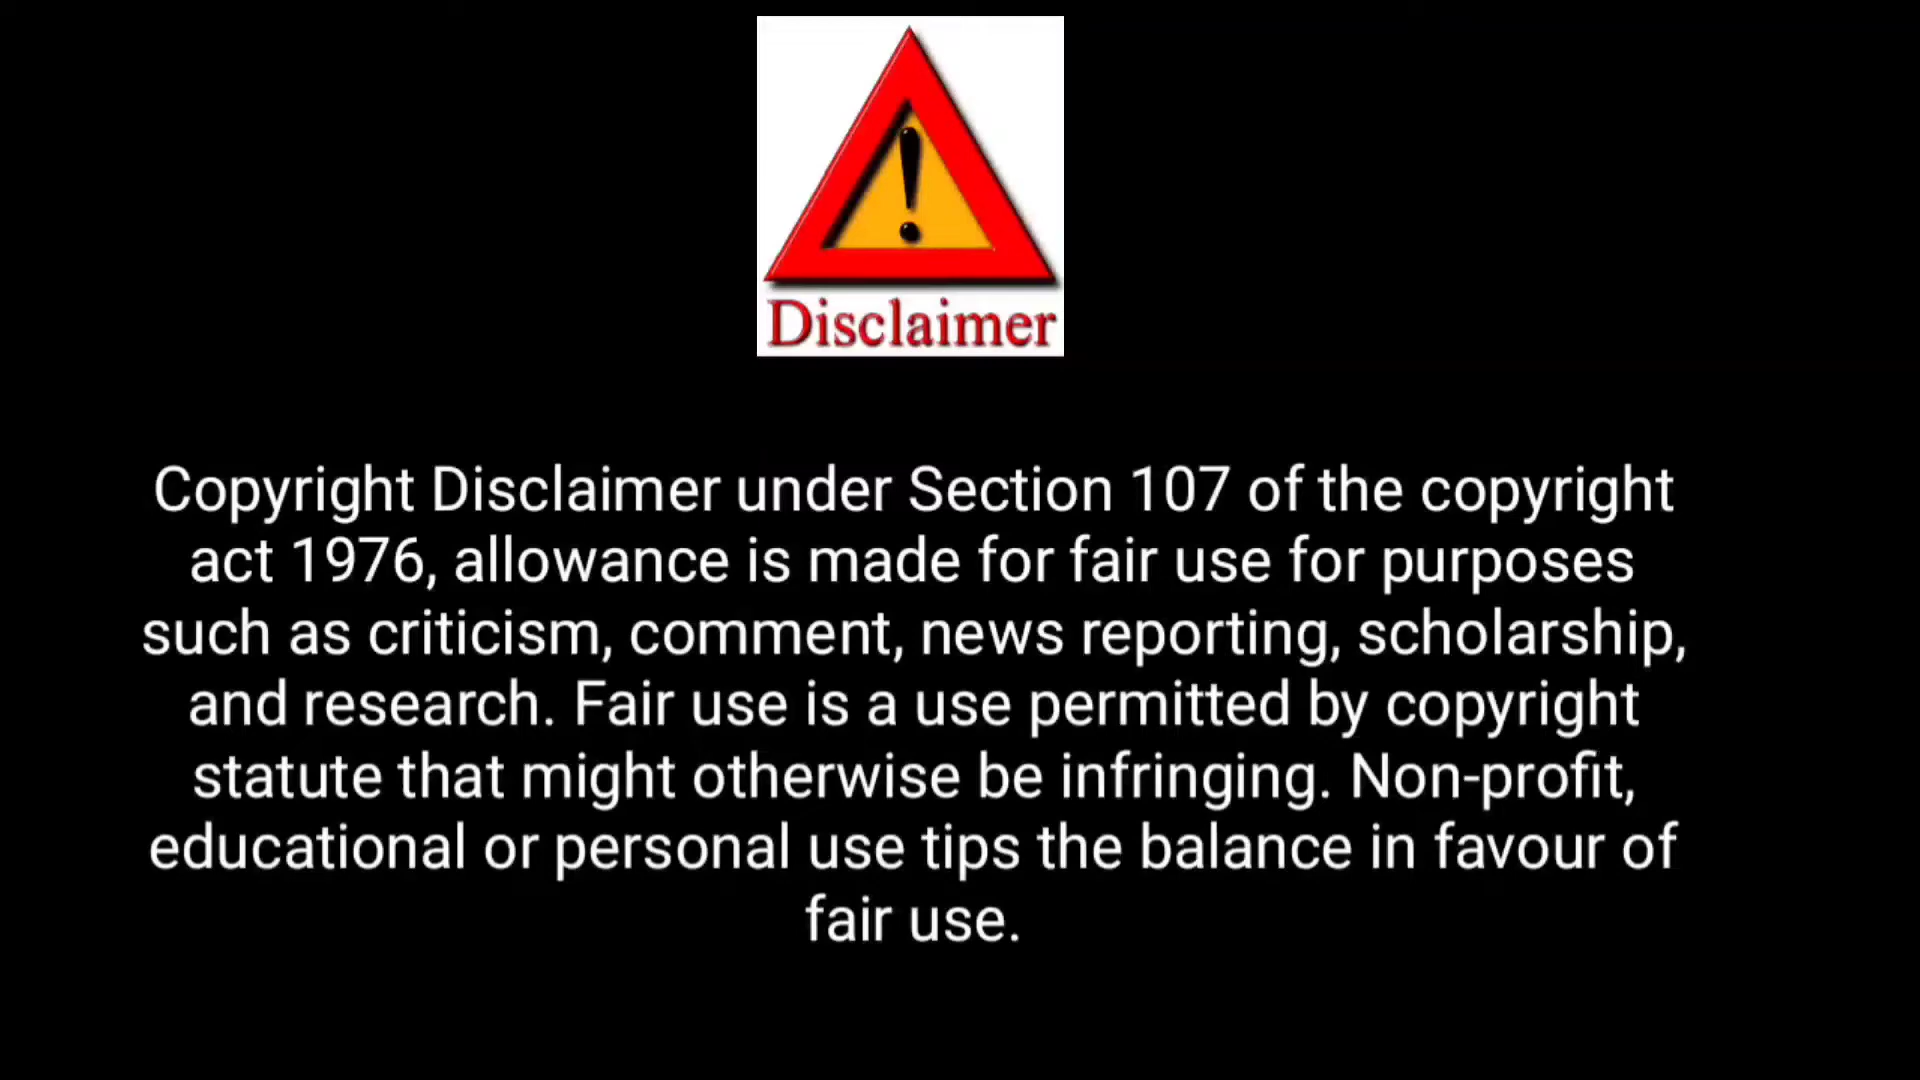 Disclaimer
Copyright Disclaimer under Section 107 of the copyright
act 1976, allowance is made for fair use for purposes
such as criticism, comment, news reporting, scholarship,
and research. Fair use is a use permitted by copyright
statute that might otherwise be infringing. Non-profit,
educational or personal use tips the balance in favour of
fair use.